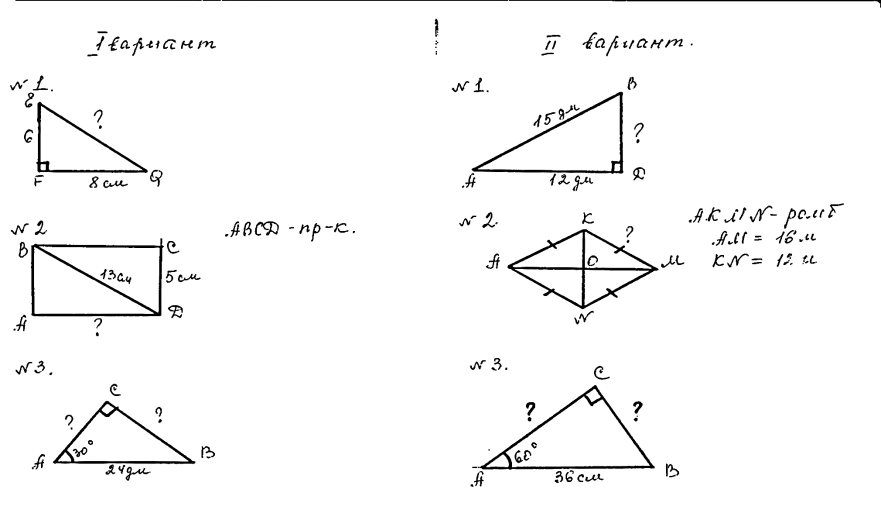 I вариант
№1.
E
6
?
F
8 см
Q
№2
ABCD - пр-к.
B
C
13 см
5 см
A
?
D
№3.
C
?
?
A
30°
B
24 дм
II вариант.
№1.
B
15 дм
?
A
12 дм
D
№2.
AKMN - ромб
AM = 16 м
KN = 12 м
K
?
A
O
M
N
№3.
C
?
?
A
60°
B
36 см